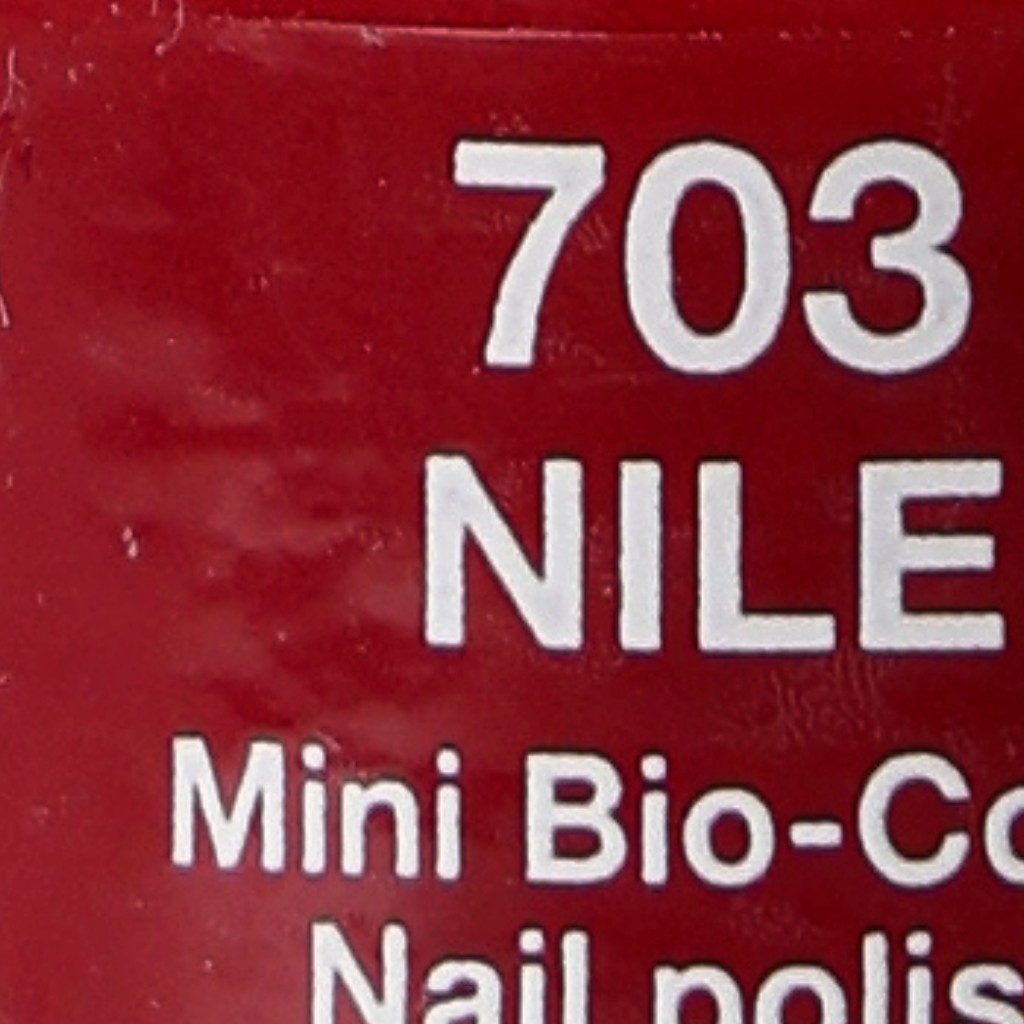 703
NILE
Mini Bio-Co
Nail polis